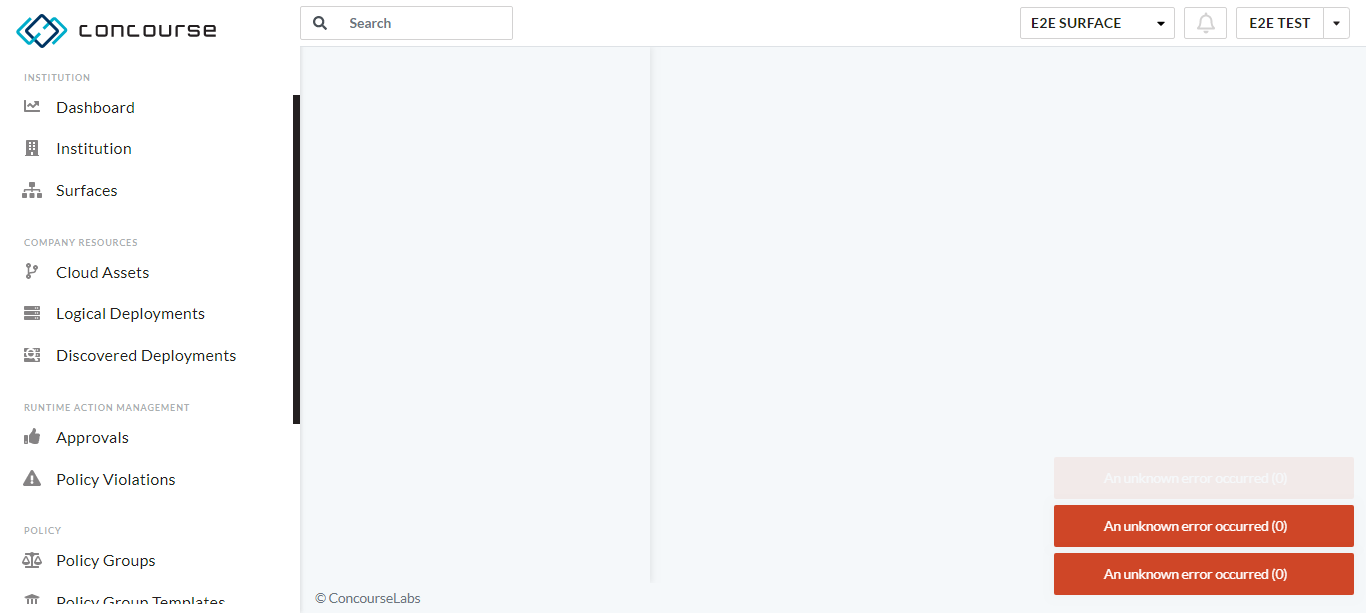 concourse
Search
E2E SURFACE
E2E TEST
INSTITUTION
Dashboard
Institution
Surfaces
COMPANY RESOURCES
Cloud Assets
Logical Deployments
Discovered Deployments
RUNTIME ACTION MANAGEMENT
Approvals
Policy Violations
POLICY
Policy Groups
Policy Group Templates
An unknown error occurred (0)
An unknown error occurred (0)
An unknown error occurred (0)
© ConcourseLabs